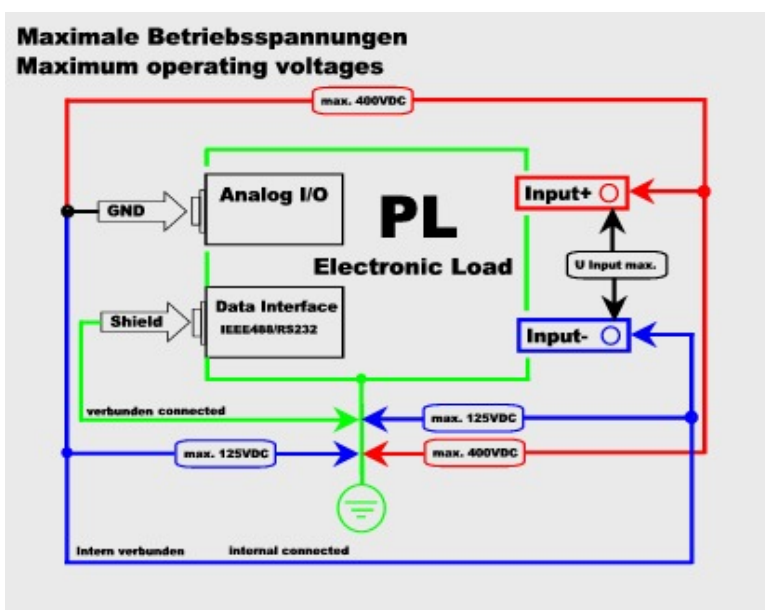 Maximale Betriebsspannungen
Maximum operating voltages
max. 400VDC
Analog I/O
GND
PL
Electronic Load
Input+
U Input max.
Data Interface
IEEE488/RS232
Shield
Input-
verbunden connected
max. 125VDC
max. 125VDC
max. 400VDC
Intern verbunden internal connected